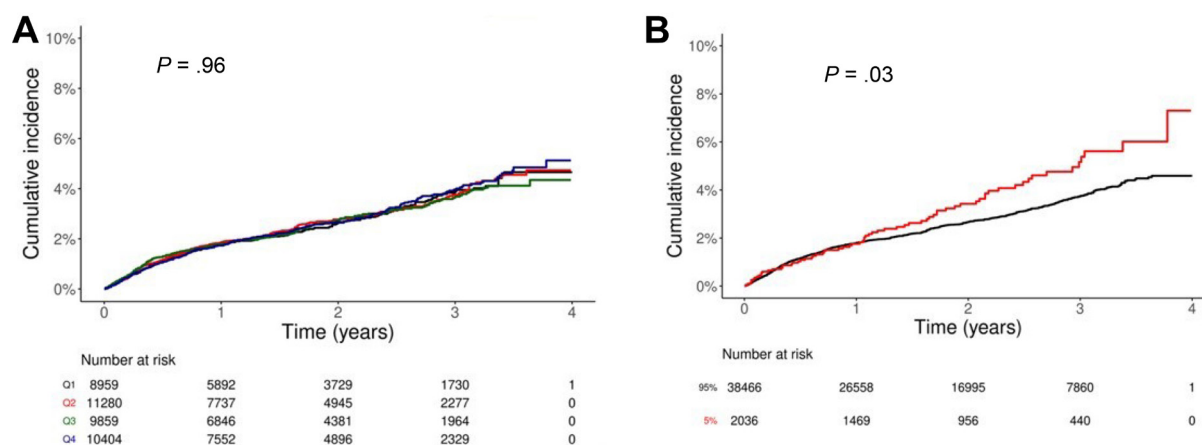 A
P = .96
Cumulative incidence
10%
8%
6%
4%
2%
0%
0 1 2 3 4
Time (years)
Number at risk
Q1 8959 5892 3729 1730 1
Q2 11280 7737 4945 2277 0
Q3 9859 6846 4381 1964 0
Q4 10404 7552 4896 2329 0
B
P = .03
Cumulative incidence
10%
8%
6%
4%
2%
0%
0 1 2 3 4
Time (years)
Number at risk
95% 38466 26558 16995 7860 1
5% 2036 1469 956 440 0